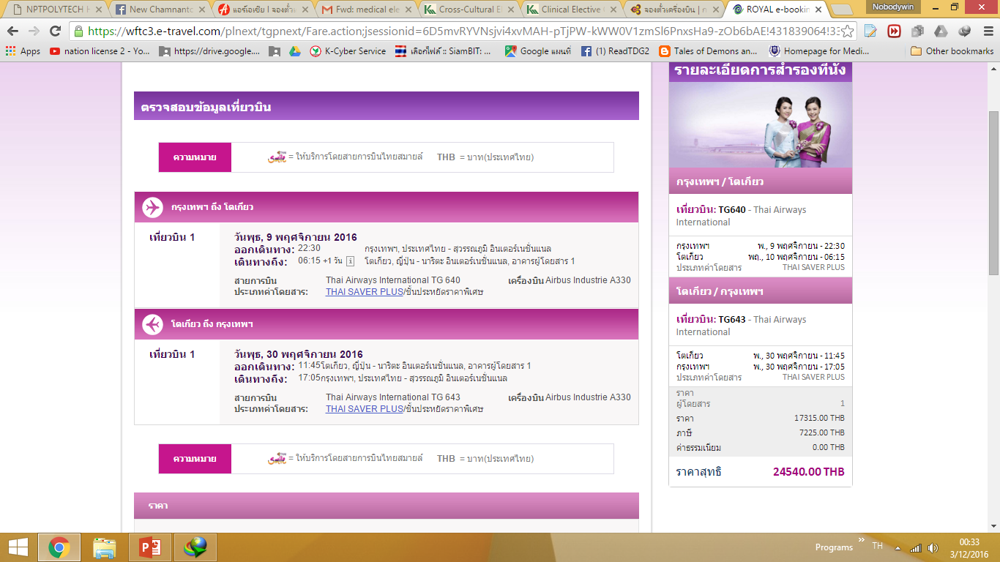 NPTPOLYTECH H
New Chamnanto
แอร์เอเชีย | จองตั๋วเ
Fwd: medical ele
Cross-Cultural E
Clinical Elective
จองตั๋วเครื่องบิน | ก
ROYAL e-bookin
Nobodywin
https://wftc3.e-travel.com/plnext/tgpnext/Fare.action;jsessionid=
Apps
nation license 2 - Yo...
https://drive.google....
K-Cyber Service
เลือกไฟล์ :: SiamBIT: ...
Google แผนที่
(1) ReadTDG2
Tales of Demons an...
Homepage for Medi...
Other bookmarks
ตรวจสอบข้อมูลเที่ยวบิน
ความหมาย
Smile = ให้บริการโดยสายการบินไทยสมายล์ THB = บาท(ประเทศไทย)
กรุงเทพฯ ถึง โตเกียว
เที่ยวบิน 1
วันพุธ, 9 พฤศจิกายน 2016
ออกเดินทาง: 22:30 กรุงเทพฯ, ประเทศไทย - สุวรรณภูมิ อินเตอร์เนชั่นแนล
เดินทางถึง: 06:15 +1 วัน i โตเกียว, ญี่ปุ่น - นาริตะ อินเตอร์เนชั่นแนล, อาคารผู้โดยสาร 1
สายการบิน Thai Airways International TG 640 เครื่องบิน Airbus Industrie A330
ประเภทค่าโดยสาร: THAI SAVER PLUS/ชั้นประหยัดราคาพิเศษ
โตเกียว ถึง กรุงเทพฯ
เที่ยวบิน 1
วันพุธ, 30 พฤศจิกายน 2016
ออกเดินทาง: 11:45 โตเกียว, ญี่ปุ่น - นาริตะ อินเตอร์เนชั่นแนล, อาคารผู้โดยสาร 1
เดินทางถึง: 17:05 กรุงเทพฯ, ประเทศไทย - สุวรรณภูมิ อินเตอร์เนชั่นแนล
สายการบิน Thai Airways International TG 643 เครื่องบิน Airbus Industrie A330
ประเภทค่าโดยสาร: THAI SAVER PLUS/ชั้นประหยัดราคาพิเศษ
ความหมาย
Smile = ให้บริการโดยสายการบินไทยสมายล์ THB = บาท(ประเทศไทย)
ราคา
รายละเอียดการสำรองที่นั่ง
กรุงเทพฯ / โตเกียว
เที่ยวบิน: TG640 - Thai Airways
International
กรุงเทพฯ พ., 9 พฤศจิกายน - 22:30
โตเกียว พฤ., 10 พฤศจิกายน - 06:15
ประเภทค่าโดยสาร THAI SAVER PLUS
โตเกียว / กรุงเทพฯ
เที่ยวบิน: TG643 - Thai Airways
International
โตเกียว พ., 30 พฤศจิกายน - 11:45
กรุงเทพฯ พ., 30 พฤศจิกายน - 17:05
ประเภทค่าโดยสาร THAI SAVER PLUS
ราคา
ผู้โดยสาร 1
ราคา 17315.00 THB
ภาษี 7225.00 THB
ค่าธรรมเนียม 0.00 THB
ราคาสุทธิ 24540.00 THB
Programs
TH
00:33
3/12/2016